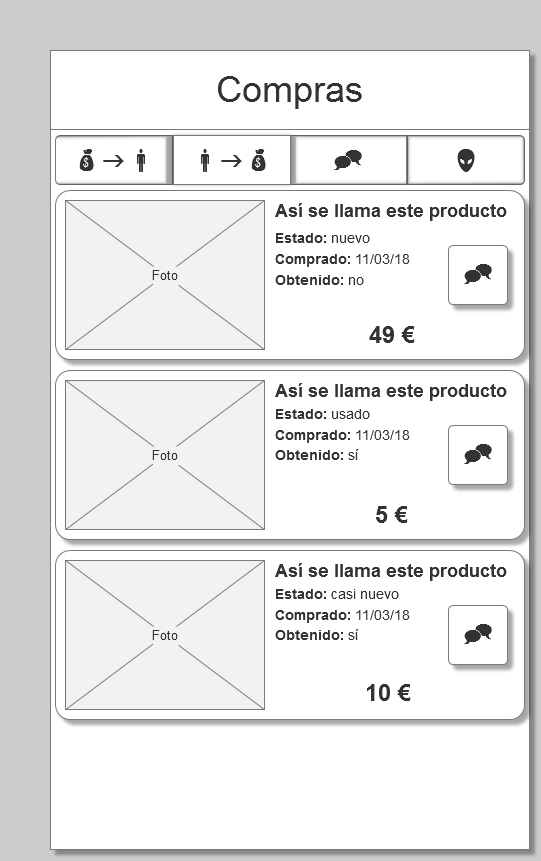 Compras
Foto
Así se llama este producto
Estado: nuevo
Comprado: 11/03/18
Obtenido: no
49 €
Foto
Así se llama este producto
Estado: usado
Comprado: 11/03/18
Obtenido: sí
5 €
Foto
Así se llama este producto
Estado: casi nuevo
Comprado: 11/03/18
Obtenido: sí
10 €